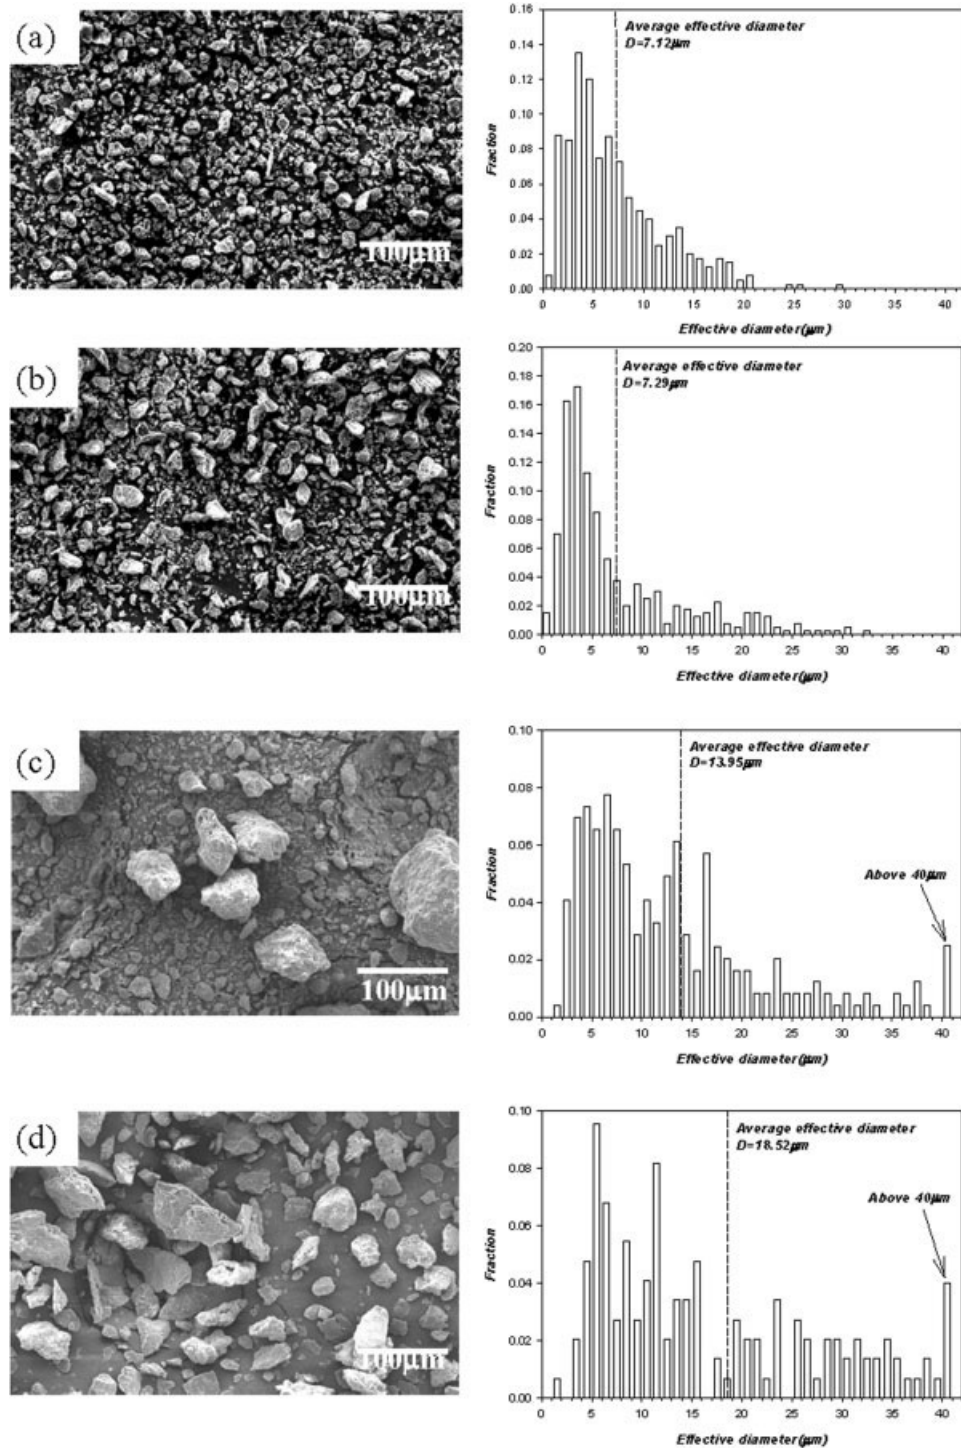 (a)
100μm
0.16
0.14
0.12
0.10
0.08
0.06
0.04
0.02
0.00
Fraction
Average effective diameter
D=7.12μm
0 5 10 15 20 25 30 35 40
Effective diameter(μm)
(b)
100μm
0.20
0.18
0.16
0.14
0.12
0.10
0.08
0.06
0.04
0.02
0.00
Fraction
Average effective diameter
D=7.29μm
0 5 10 15 20 25 30 35 40
Effective diameter(μm)
(c)
100μm
0.10
0.08
0.06
0.04
0.02
0.00
Fraction
Average effective diameter
D=13.95μm
Above 40μm
0 5 10 15 20 25 30 35 40
Effective diameter(μm)
(d)
100μm
0.10
0.08
0.06
0.04
0.02
0.00
Fraction
Average effective diameter
D=18.52μm
Above 40μm
0 5 10 15 20 25 30 35 40
Effective diameter(μm)